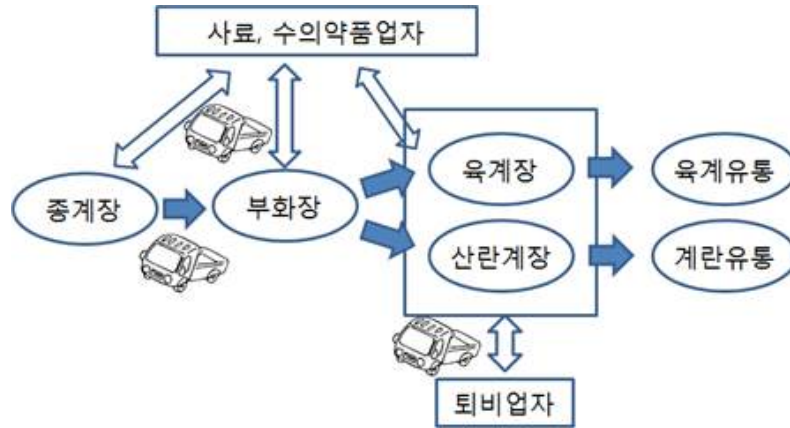 사료, 수의약품업자
종계장
부화장
육계장
육계유통
산란계장
계란유통
퇴비업자